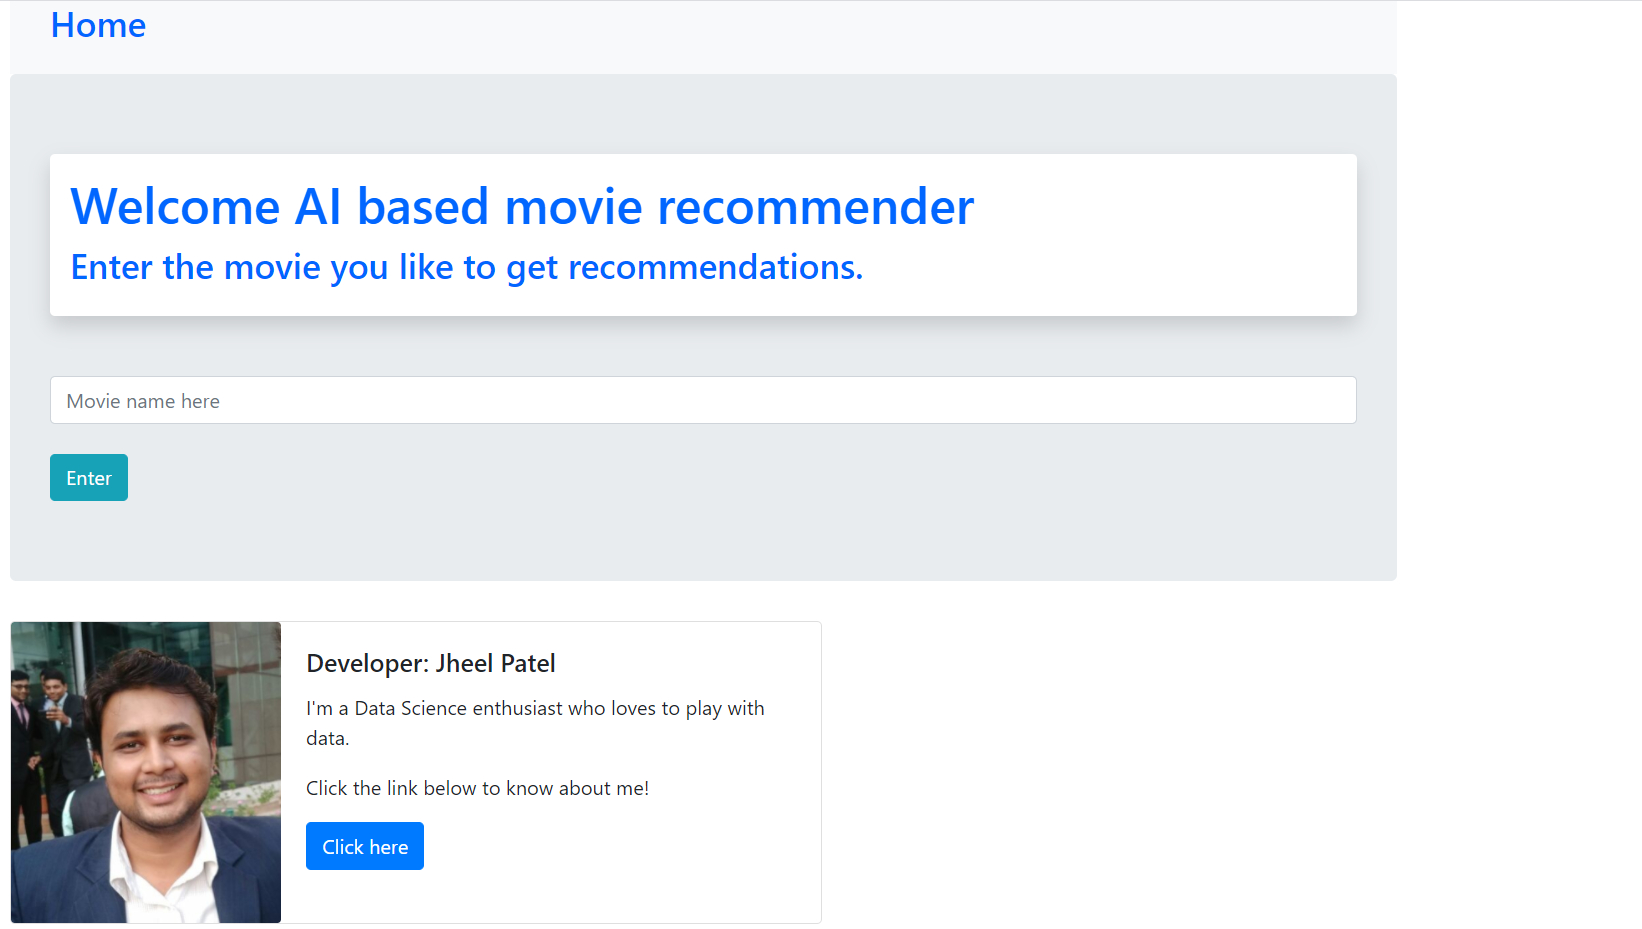 Home
Welcome AI based movie recommender
Enter the movie you like to get recommendations.
Movie name here
Enter
Developer: Jheel Patel
I'm a Data Science enthusiast who loves to play with
data.
Click the link below to know about me!
Click here